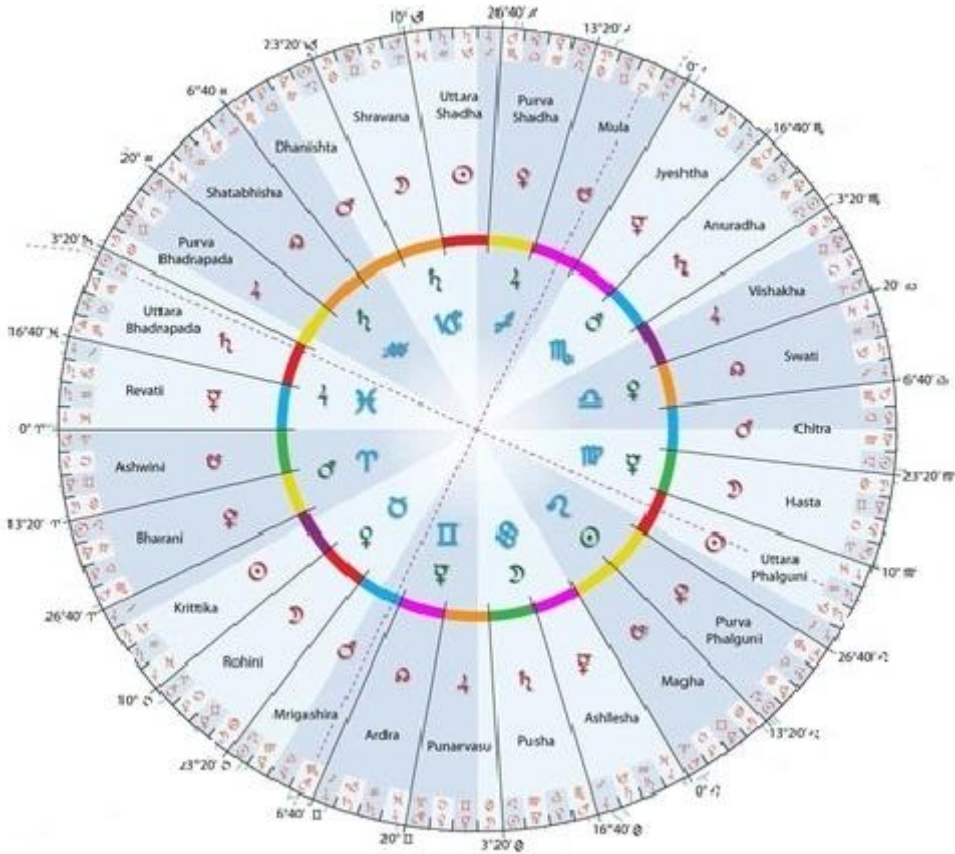 10° ♑
26°40' ♐
13°20' ♐
0° ♐
16°40' ♏
3°20' ♏
20° ♎
6°40' ♎
23°20' ♍
10° ♍
26°40' ♌
13°20' ♌
0° ♌
16°40' ♋
3°20' ♋
20° ♊
6°40' ♊
23°20' ♉
10° ♉
26°40' ♈
13°20' ♈
0° ♈
16°40' ♓
3°20' ♓
20° ♒
6°40' ♒
23°20' ♑
Uttara
Shadha
Purva
Shadha
Mula
Jyeshtha
Anuradha
Vishakha
Swati
Chitra
Hasta
Uttara
Phalguni
Purva
Phalguni
Magha
Ashlesha
Pusha
Punarvasu
Ardra
Mrigashira
Rohini
Krittika
Bharani
Ashwini
Revati
Uttara
Bhadrapada
Purva
Bhadrapada
Shatabhisha
Dhanishta
Shravana